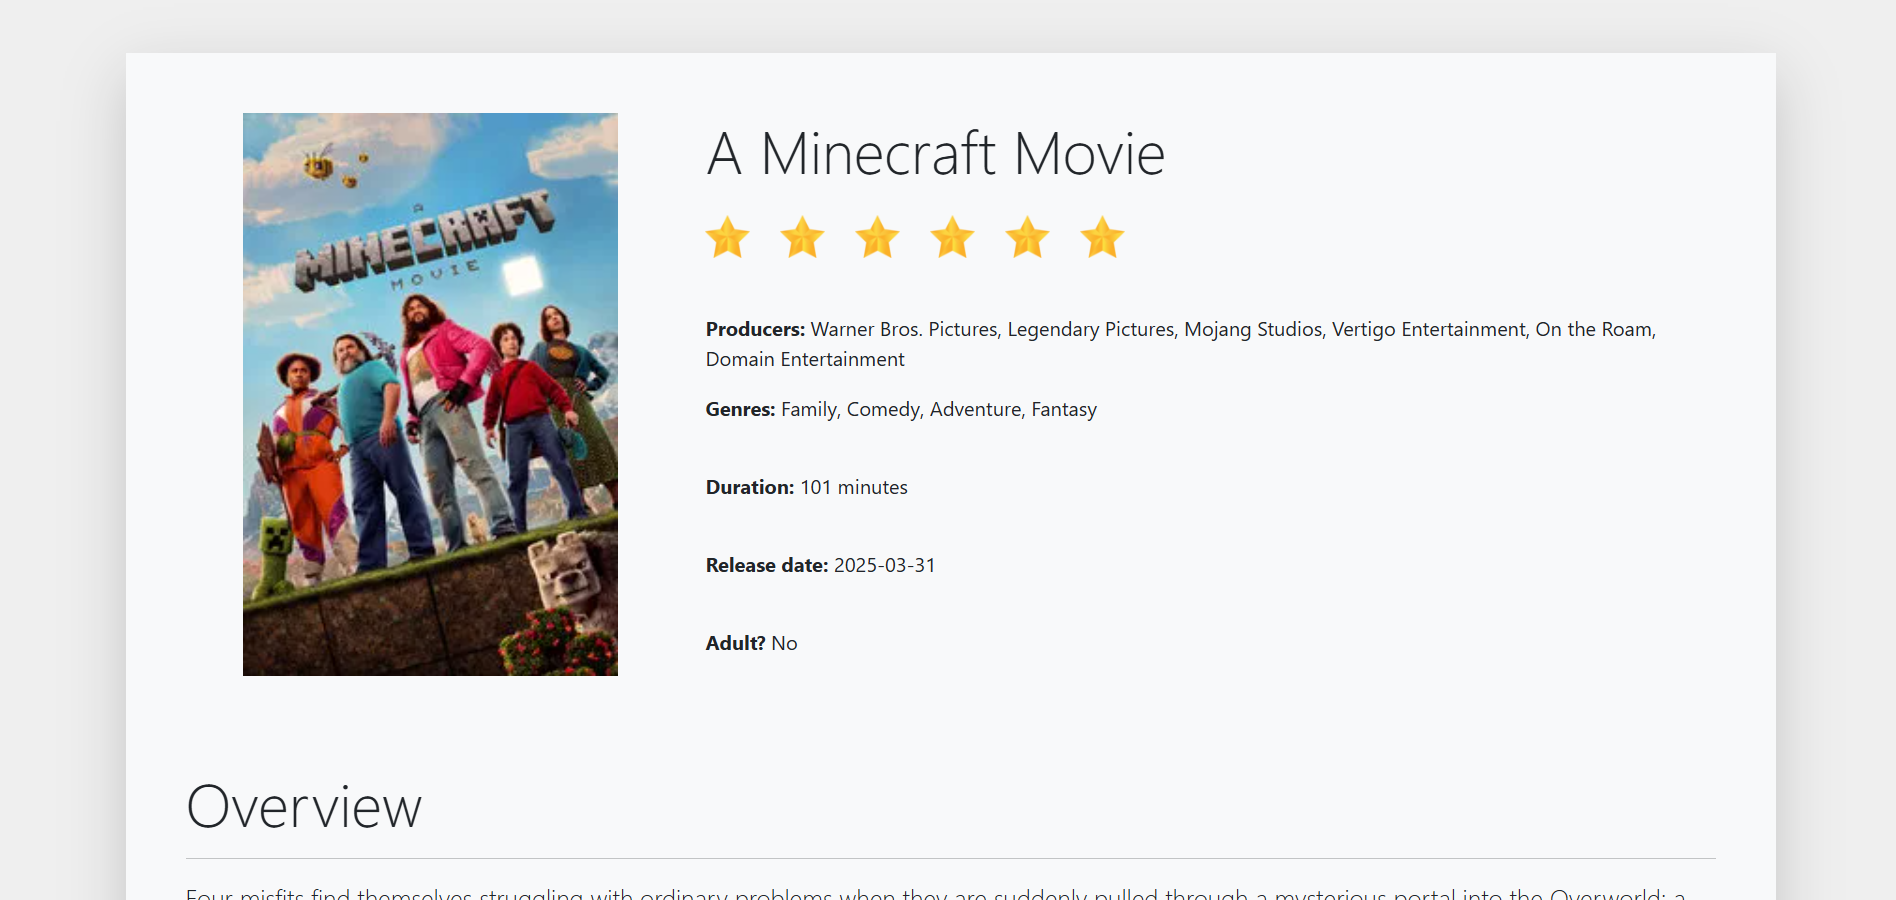 A
MINECRAFT
MOVIE
A Minecraft Movie
Producers: Warner Bros. Pictures, Legendary Pictures, Mojang Studios, Vertigo Entertainment, On the Roam,
Domain Entertainment
Genres: Family, Comedy, Adventure, Fantasy
Duration: 101 minutes
Release date: 2025-03-31
Adult? No
Overview
Four misfits find themselves struggling with ordinary problems when they are suddenly pulled through a mysterious portal into the Overworld: a